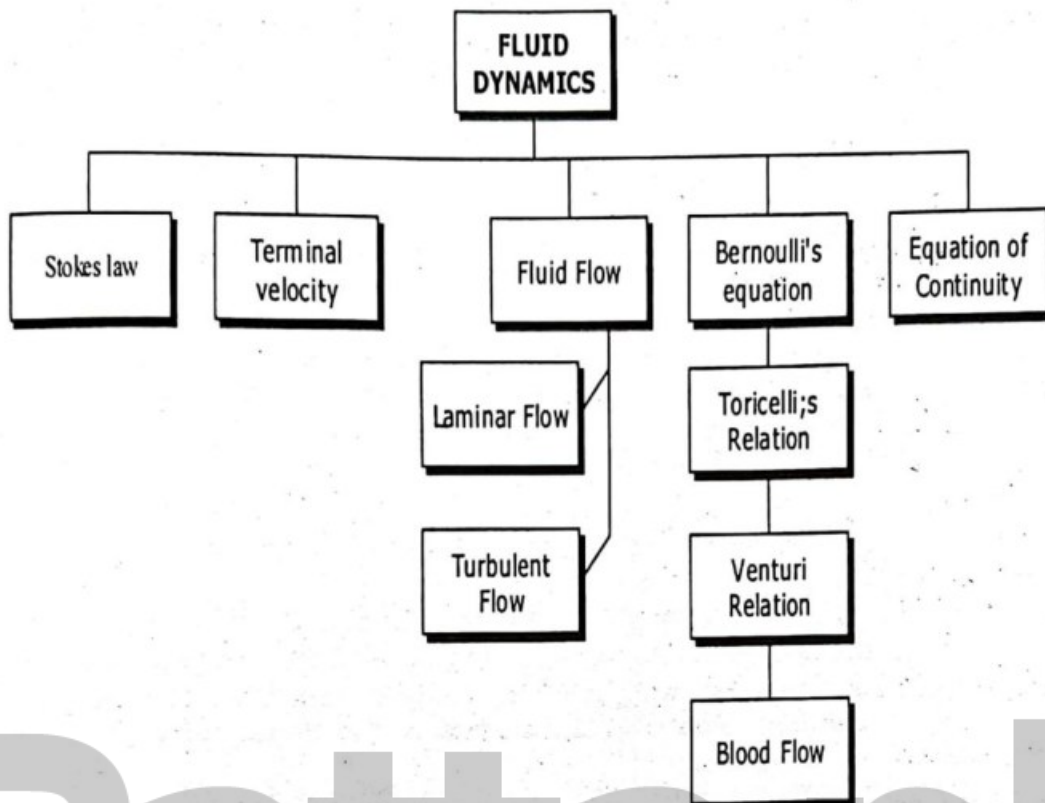 FLUID
DYNAMICS
Stokes law
Terminal
velocity
Fluid Flow
Bernoulli's
equation
Equation of
Continuity
Laminar Flow
Toricelli;s
Relation
Turbulent
Flow
Venturi
Relation
Blood Flow